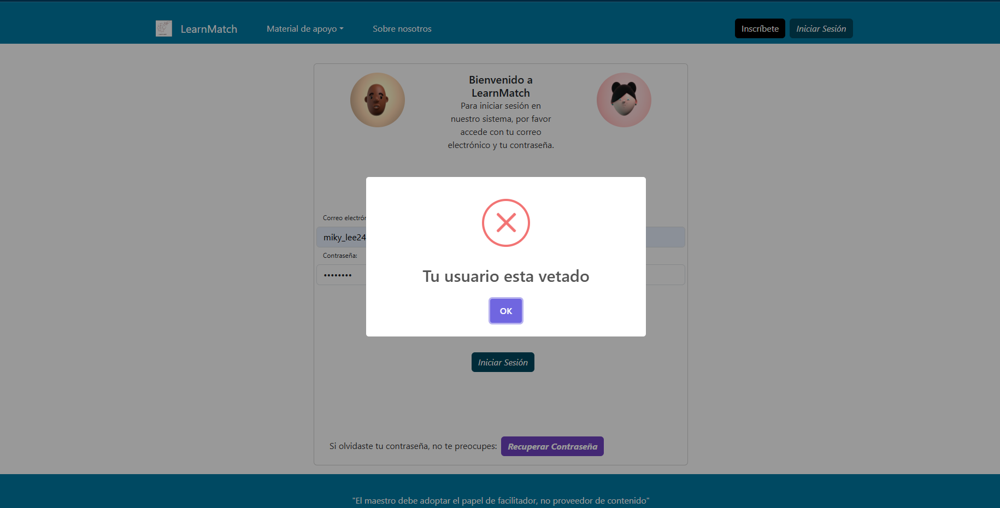 LearnMatch
Material de apoyo
Sobre nosotros
Inscríbete
Iniciar Sesión
Bienvenido a
LearnMatch
Para iniciar sesión en
nuestro sistema, por favor
accede con tu correo
electrónico y tu contraseña.
Correo electrón
miky_lee24
Contraseña:
Tu usuario esta vetado
OK
Iniciar Sesión
Si olvidaste tu contraseña, no te preocupes:
Recuperar Contraseña
"El maestro debe adoptar el papel de facilitador, no proveedor de contenido"